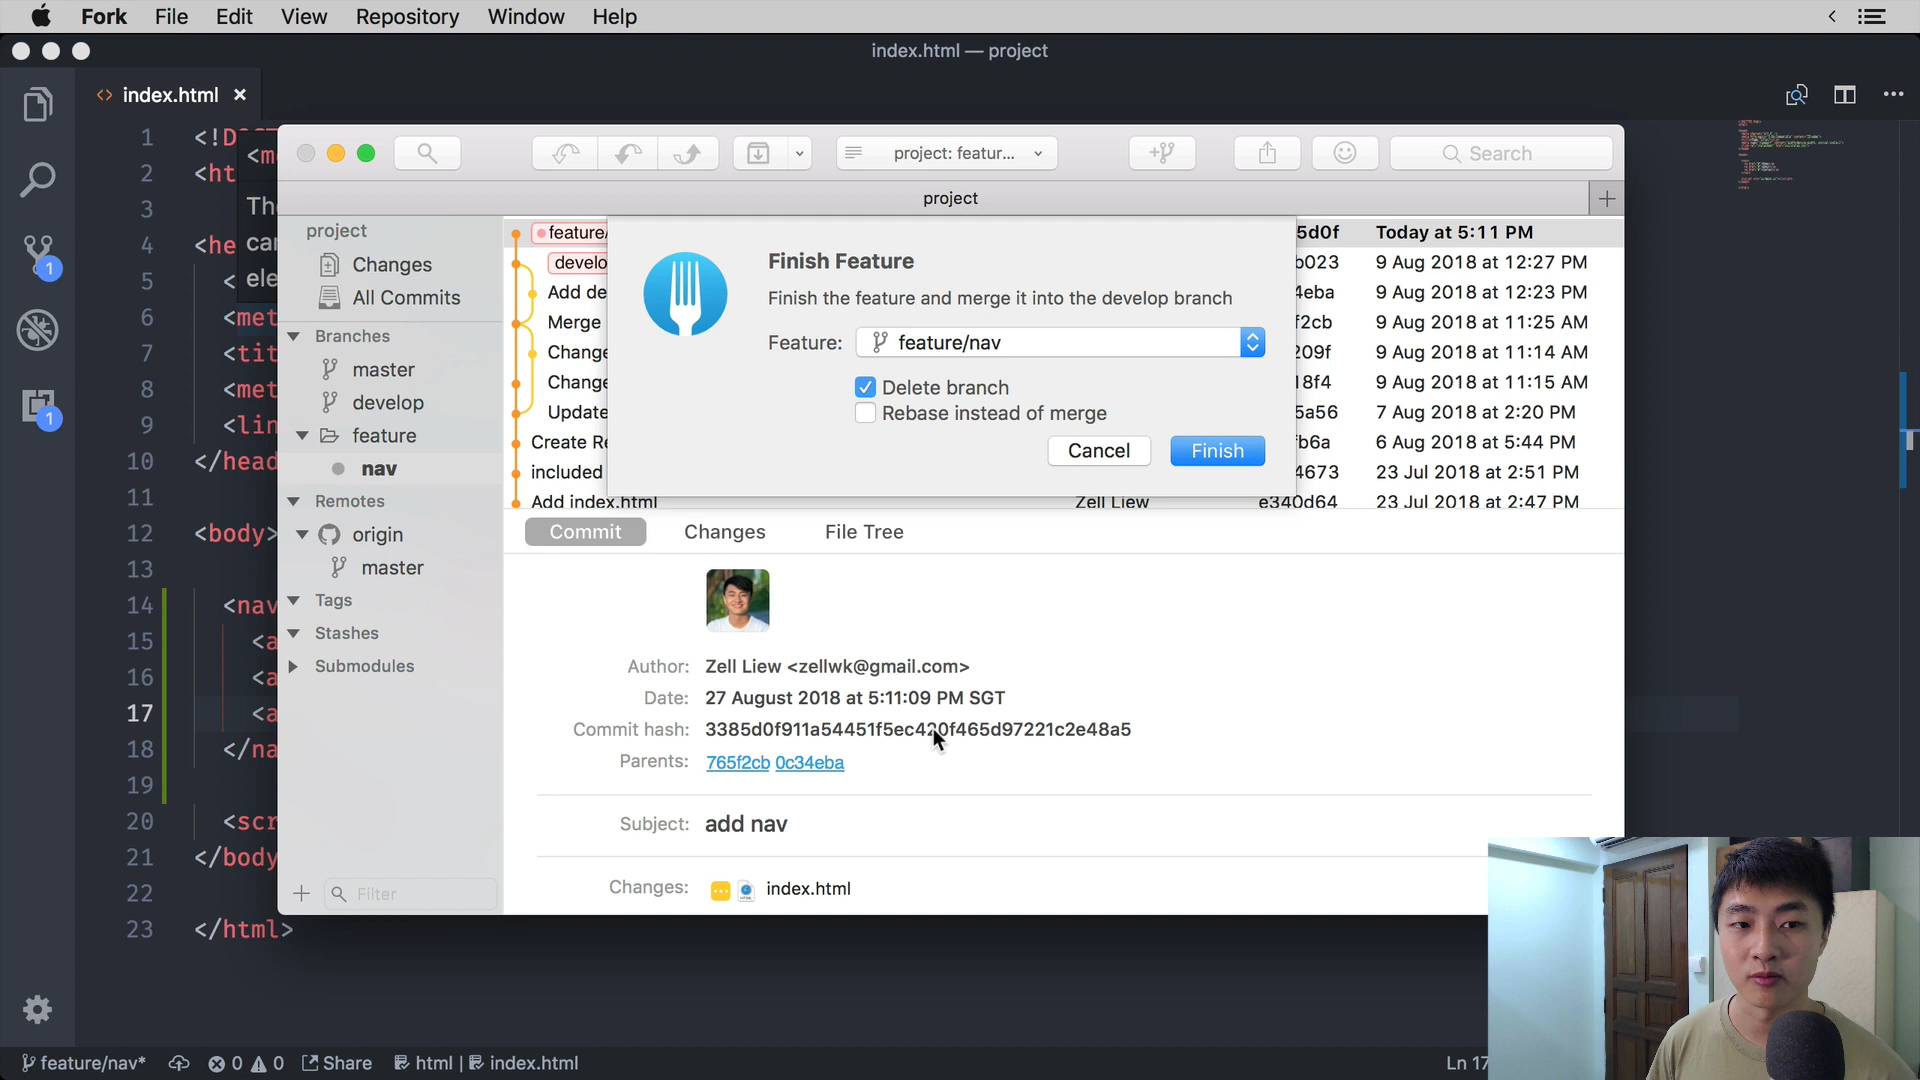 Fork File Edit View Repository Window Help
index.html — project
index.html
project: featur...
Search
project
1 <!D
2 <ht
3
4 <he
5 <
6 <met
7 <tit
8 <met
9 <lin
10 </head
11
12 <body>
13
14 <nav
15 <a
16 <a
17 <a
18 </na
19
20 <scr
21 </body
22
23 </html>
<m
Th
car
ele
1
1
project
Changes
All Commits
Branches
master
develop
feature
nav
Remotes
origin
master
Tags
Stashes
Submodules
Filter
feature/ 5d0f Today at 5:11 PM
develo b023 9 Aug 2018 at 12:27 PM
Add de 4eba 9 Aug 2018 at 12:23 PM
Merge f2cb 9 Aug 2018 at 11:25 AM
Change 209f 9 Aug 2018 at 11:14 AM
Change 18f4 9 Aug 2018 at 11:15 AM
Update 5a56 7 Aug 2018 at 2:20 PM
Create Re fb6a 6 Aug 2018 at 5:44 PM
included 4673 23 Jul 2018 at 2:51 PM
Add index.html Zell Liew e340d64 23 Jul 2018 at 2:47 PM
Finish Feature
Finish the feature and merge it into the develop branch
Feature: feature/nav
Delete branch
Rebase instead of merge
Cancel Finish
Commit Changes File Tree
Author: Zell Liew <zellwk@gmail.com>
Date: 27 August 2018 at 5:11:09 PM SGT
Commit hash: 3385d0f911a54451f5ec420f465d97221c2e48a5
Parents: 765f2cb 0c34eba
Subject: add nav
Changes: index.html
feature/nav* 0 0 Share html | index.html
Ln 17